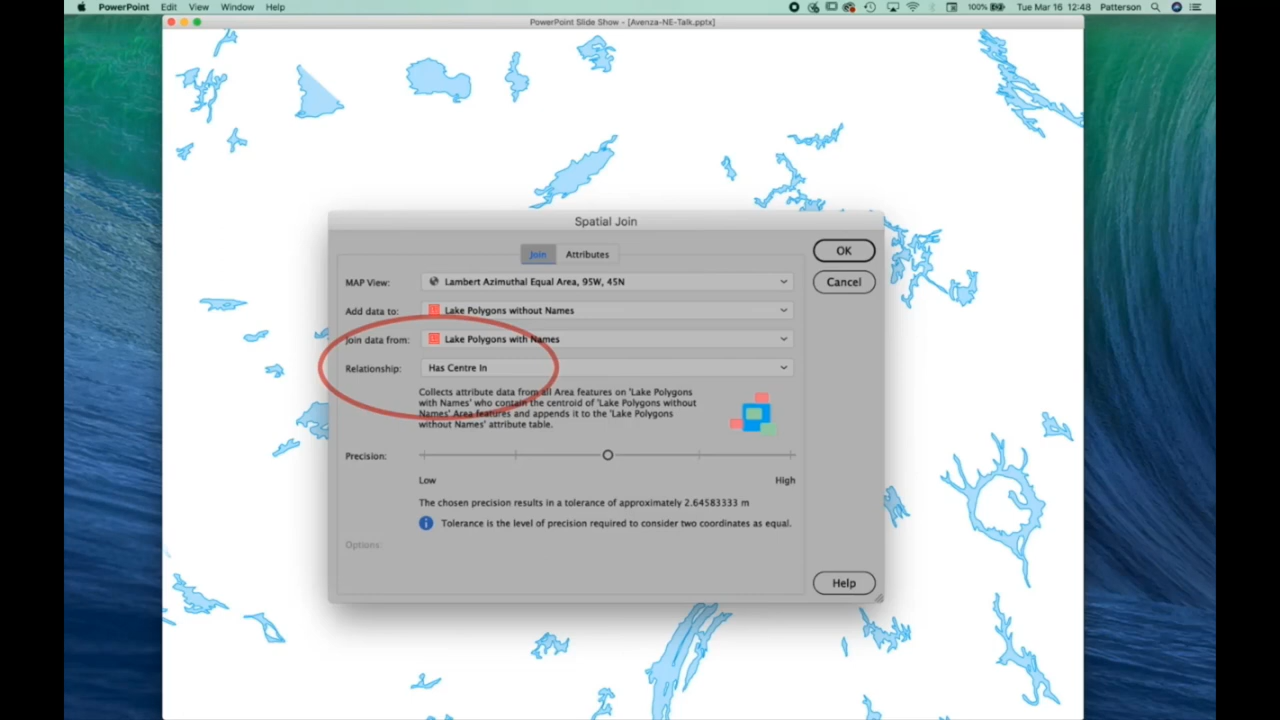 PowerPoint Edit View Window Help 100% Tue Mar 16 12:48 Patterson
PowerPoint Slide Show - [Avenza-NE-Talk.pptx]
Spatial Join
Join Attributes
OK
MAP View: Lambert Azimuthal Equal Area, 95W, 45N
Cancel
Add data to: Lake Polygons without Names
Join data from: Lake Polygons with Names
Relationship: Has Centre In
Collects attribute data from all Area features on 'Lake Polygons
with Names' who contain the centroid of 'Lake Polygons without
Names' Area features and appends it to the 'Lake Polygons
without Names' attribute table.
Precision:
Low High
The chosen precision results in a tolerance of approximately 2.64583333 m
Tolerance is the level of precision required to consider two coordinates as equal.
Options:
Help